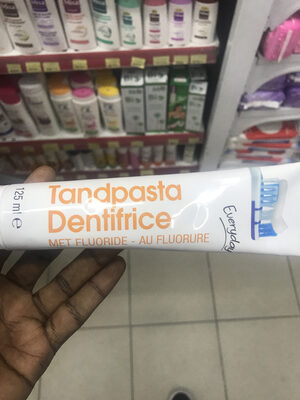 Tandpasta
Dentifrice
MET FLUORIDE - AU FLUORURE
125 ml e
Everyday